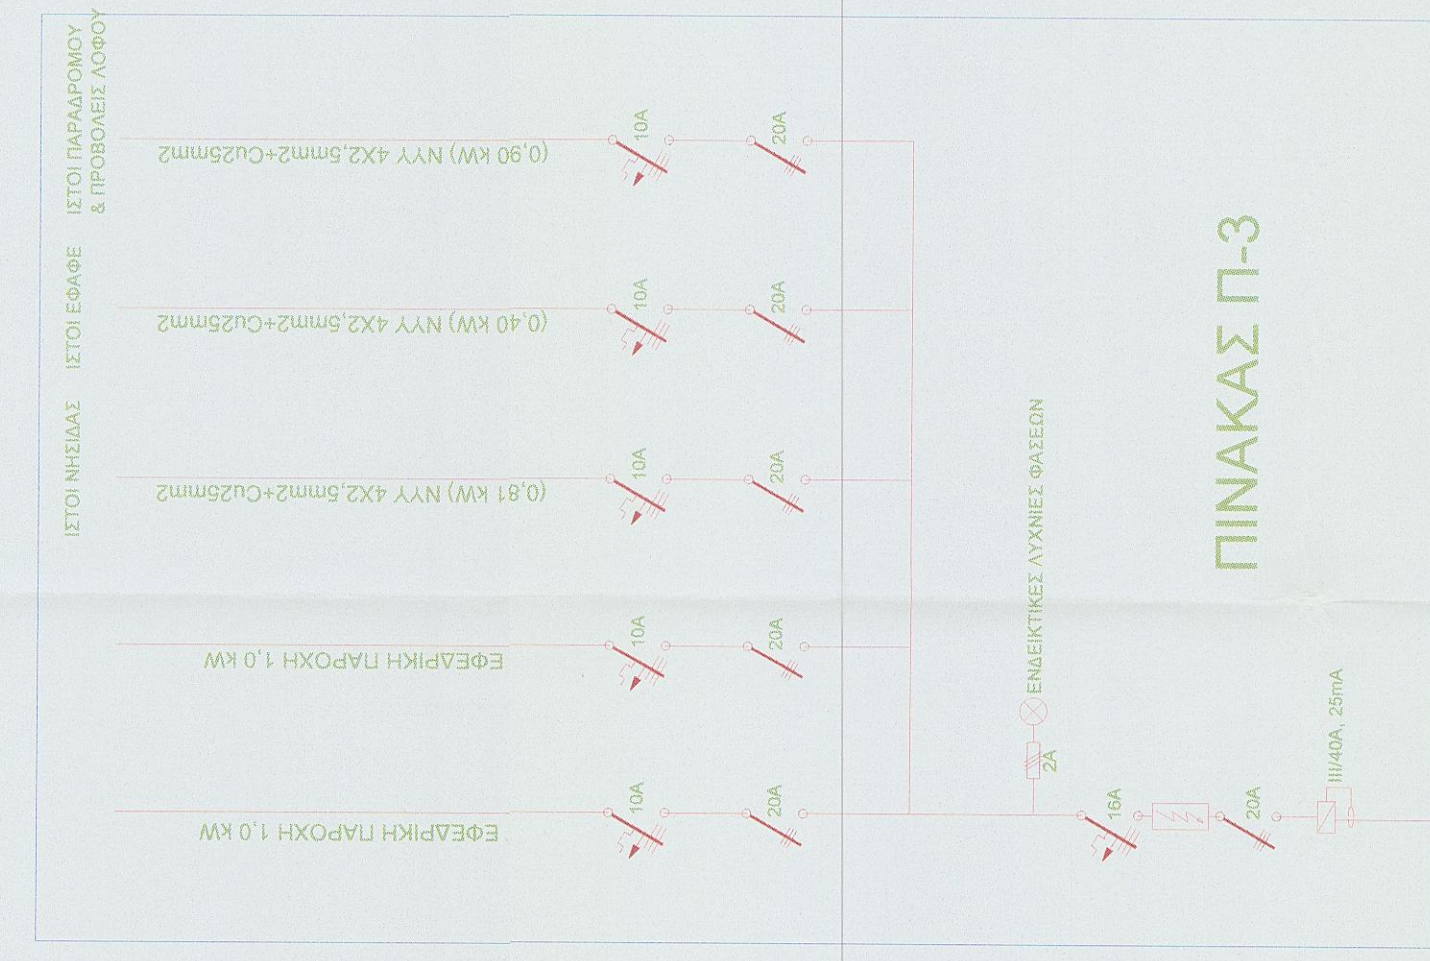 ΙΣΤΟΙ ΠΑΡΑΔΡΟΜΟΥ
& ΠΡΟΒΟΛΕΙΣ ΛΟΦΟΥ
(0,90 kW) NYY 4X2,5mm2+Cu25mm2
10A
20A
ΙΣΤΟΙ ΕΦΑΦΕ
(0,40 kW) NYY 4X2,5mm2+Cu25mm2
10A
20A
ΙΣΤΟΙ ΝΗΣΙΔΑΣ
(0,81 kW) NYY 4X2,5mm2+Cu25mm2
10A
20A
ΕΦΕΔΡΙΚΗ ΠΑΡΟΧΗ 1,0 kW
10A
20A
ΕΦΕΔΡΙΚΗ ΠΑΡΟΧΗ 1,0 kW
10A
20A
ΕΝΔΕΙΚΤΙΚΕΣ ΛΥΧΝΙΕΣ ΦΑΣΕΩΝ
2A
16A
20A
III/40A, 25mA
ΠΙΝΑΚΑΣ Π-3